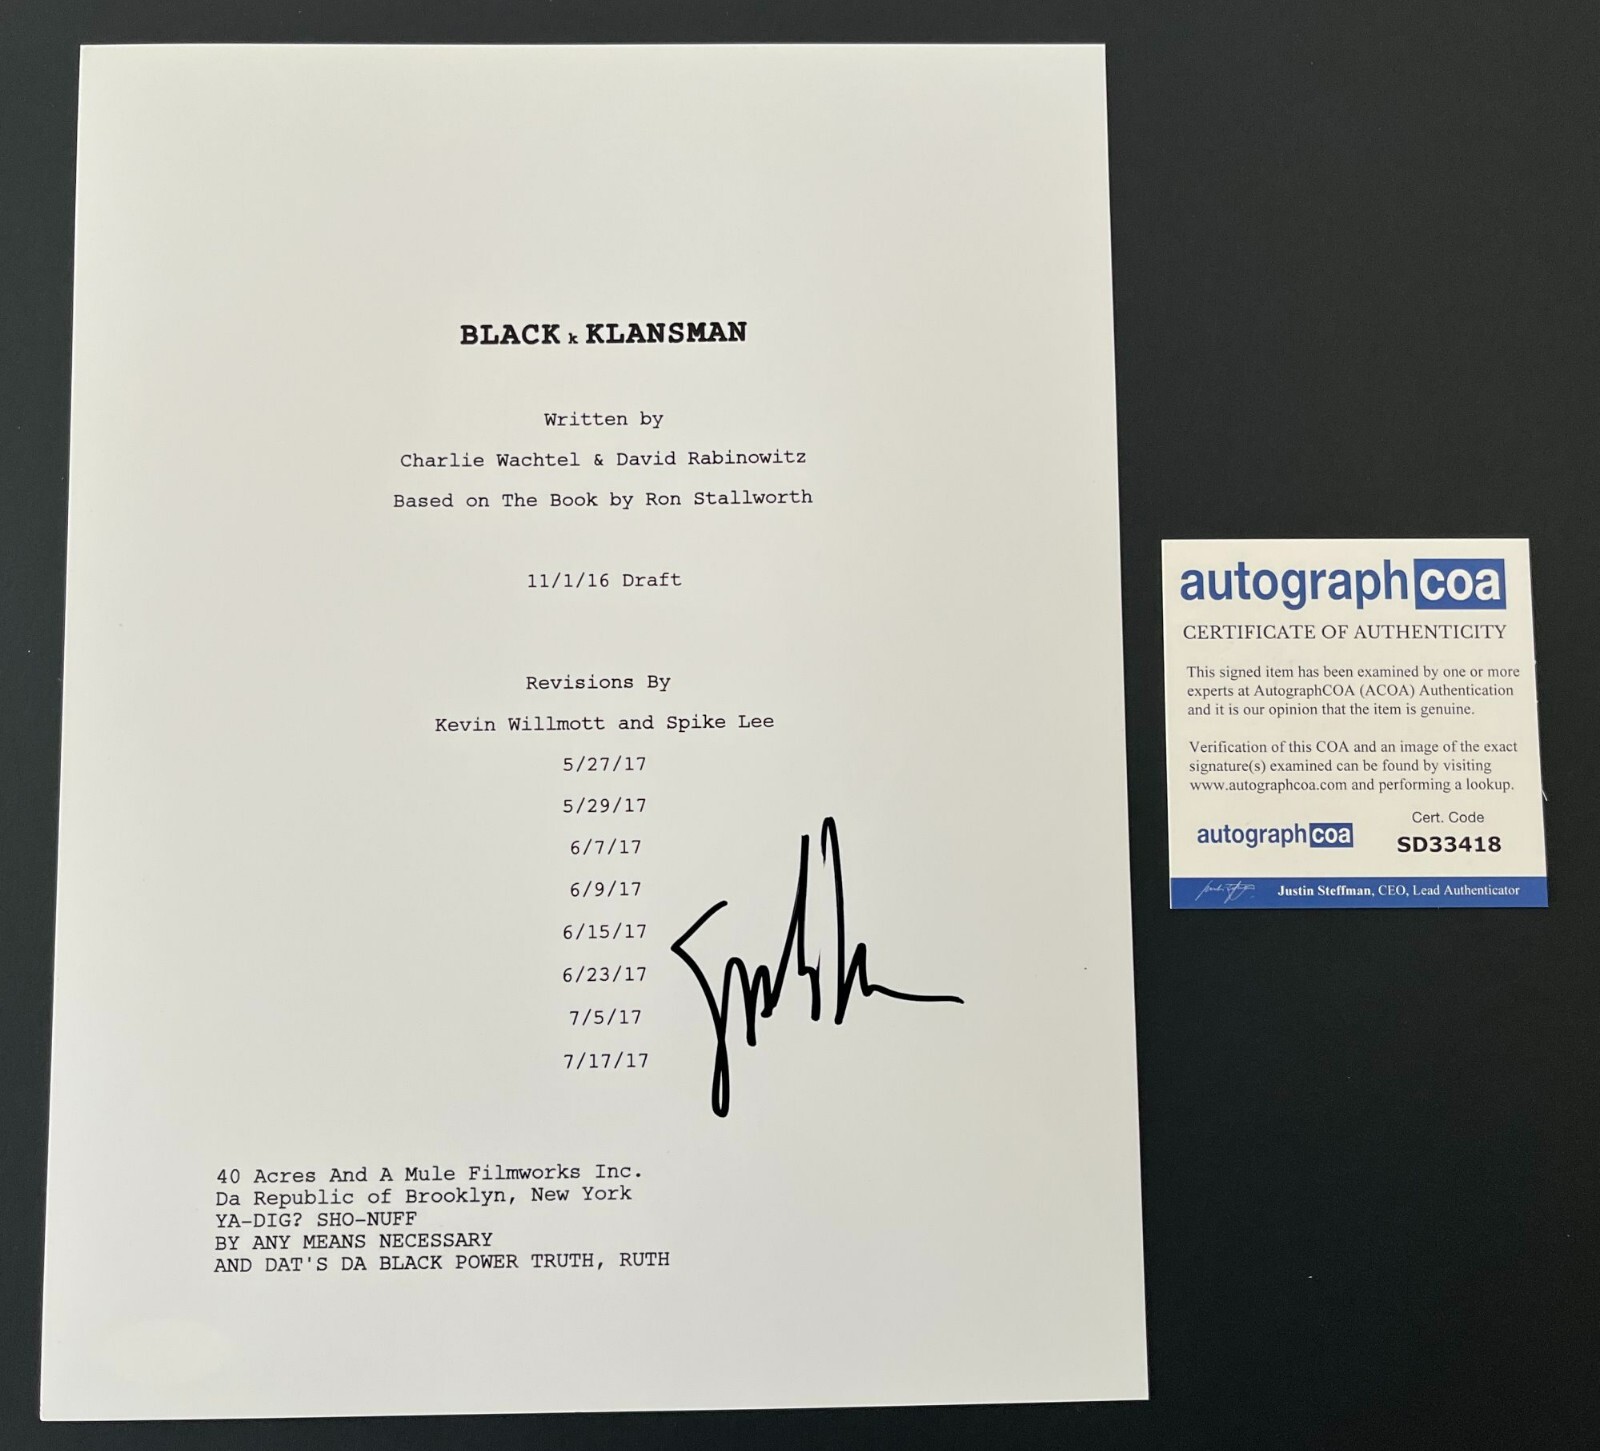 BLACK k KLANSMAN
Written by
Charlie Wachtel & David Rabinowitz
Based on The Book by Ron Stallworth
11/1/16 Draft
Revisions By
Kevin Willmott and Spike Lee
5/27/17
5/29/17
6/7/17
6/9/17
6/15/17
6/23/17
7/5/17
7/17/17
40 Acres And A Mule Filmworks Inc.
Da Republic of Brooklyn, New York
YA-DIG? SHO-NUFF
BY ANY MEANS NECESSARY
AND DAT'S DA BLACK POWER TRUTH, RUTH
autographcoa
CERTIFICATE OF AUTHENTICITY
This signed item has been examined by one or more
experts at AutographCOA (ACOA) Authentication
and it is our opinion that the item is genuine.
Verification of this COA and an image of the exact
signature(s) examined can be found by visiting
www.autographcoa.com and performing a lookup.
autographcoa
Cert. Code
SD33418
Justin Steffman, CEO, Lead Authenticator